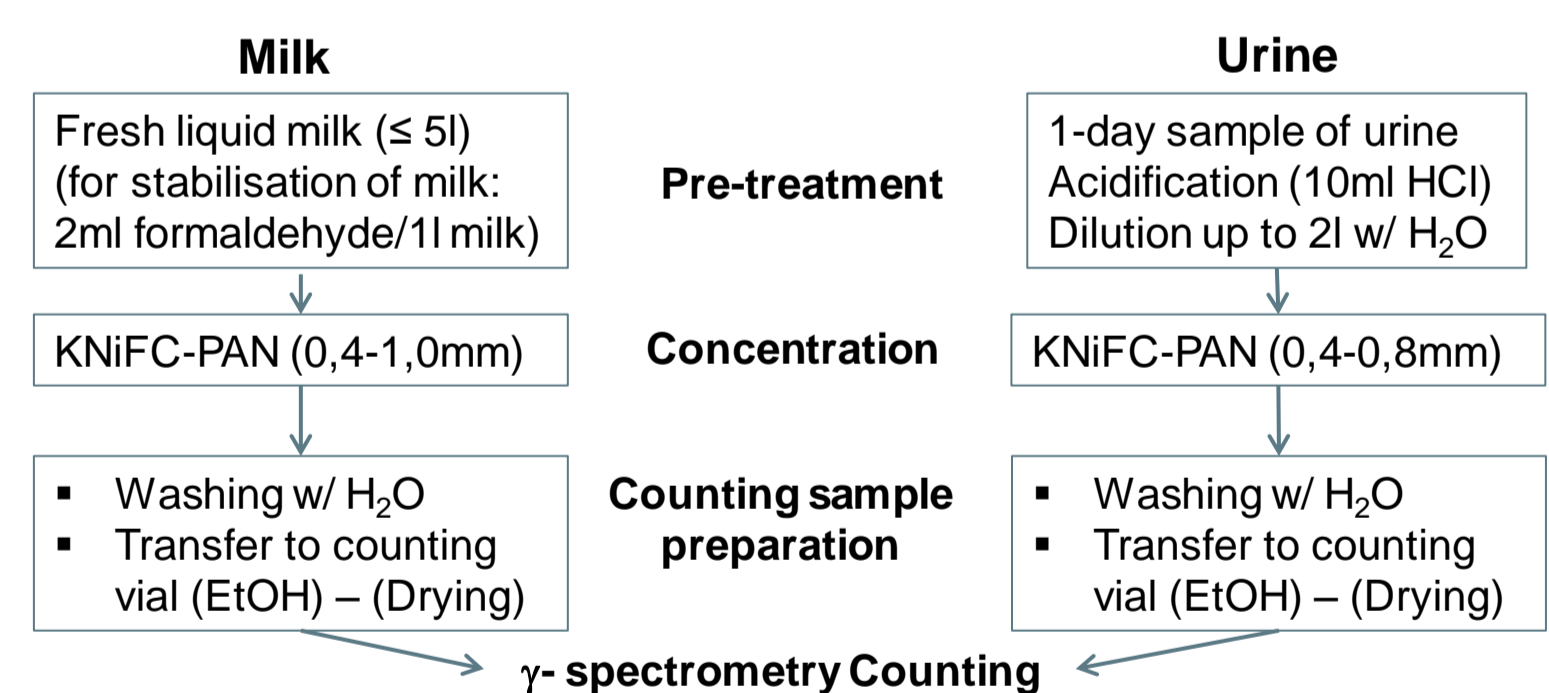 Milk
Urine
Fresh liquid milk (≤ 5l)
(for stabilisation of milk:
2ml formaldehyde/1l milk)
Pre-treatment
1-day sample of urine
Acidification (10ml HCl)
Dilution up to 2l w/ H₂O
KNiFC-PAN (0,4-1,0mm)
Concentration
KNiFC-PAN (0,4-0,8mm)
▪ Washing w/ H₂O
▪ Transfer to counting
vial (EtOH) – (Drying)
Counting sample
preparation
▪ Washing w/ H₂O
▪ Transfer to counting
vial (EtOH) – (Drying)
γ- spectrometry Counting